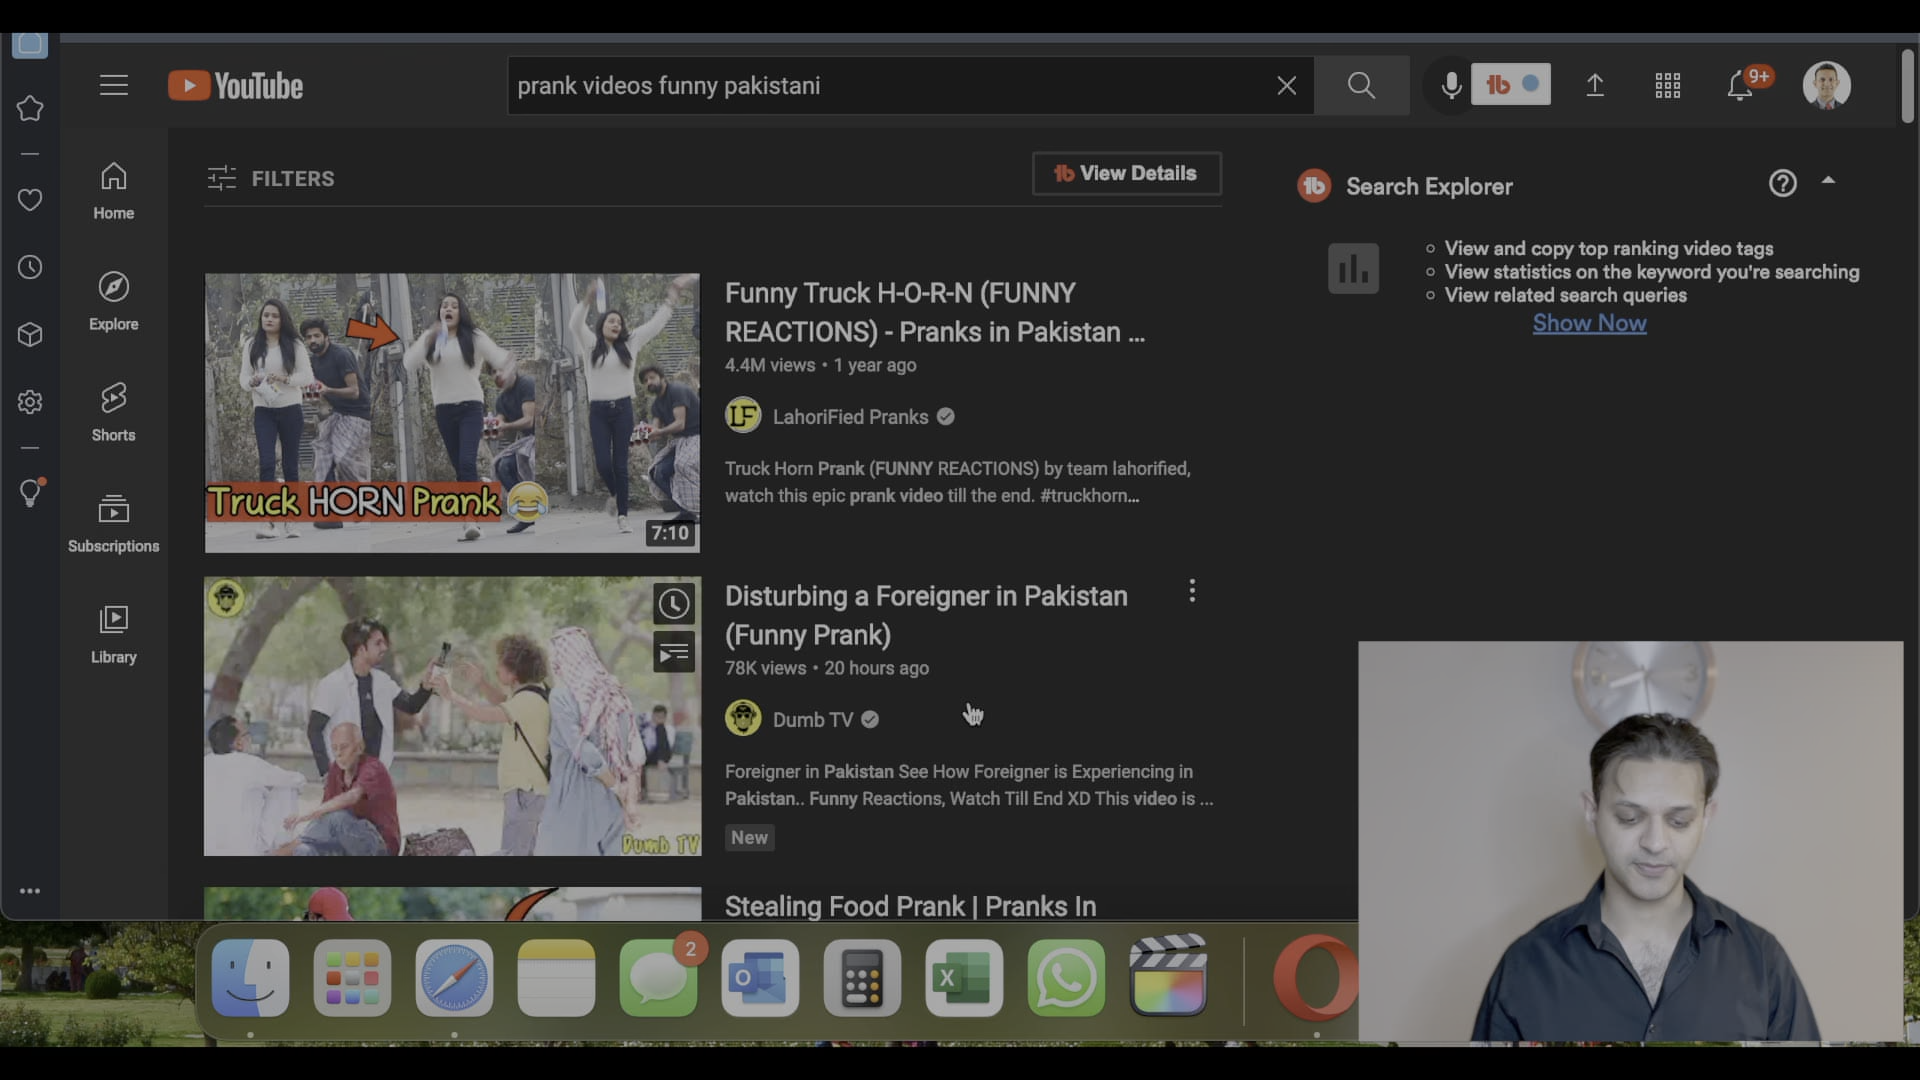 YouTube
prank videos funny pakistani
9+
FILTERS
View Details
Search Explorer
View and copy top ranking video tags
View statistics on the keyword you're searching
View related search queries
Show Now
Home
Explore
Shorts
Subscriptions
Library
Truck HORN Prank
7:10
Funny Truck H-O-R-N (FUNNY
REACTIONS) - Pranks in Pakistan ...
4.4M views • 1 year ago
LF
LahoriFied Pranks
Truck Horn Prank (FUNNY REACTIONS) by team lahorified,
watch this epic prank video till the end. #truckhorn...
Dumb TV
Disturbing a Foreigner in Pakistan
(Funny Prank)
78K views • 20 hours ago
Dumb TV
Foreigner in Pakistan See How Foreigner is Experiencing in
Pakistan.. Funny Reactions, Watch Till End XD This video is ...
New
Stealing Food Prank | Pranks In
2